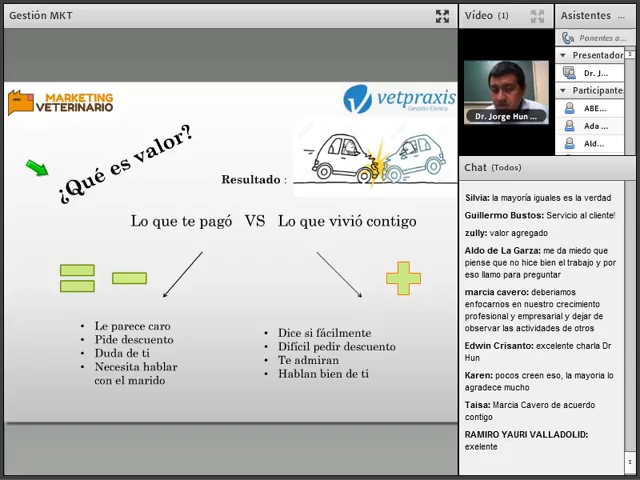 Gestión MKT
MARKETING
VETERINARIO
vetpraxis
Gestión Clínica
¿Qué es valor?
Resultado :
Lo que te pagó VS Lo que vivió contigo
Le parece caro
Pide descuento
Duda de ti
Necesita hablar
con el marido
Dice si fácilmente
Difícil pedir descuento
Te admiran
Hablan bien de ti
Vídeo (1)
Dr. Jorge Hun ...
Asistentes
Ponentes a...
Presentador
Dr. J...
Participante
ABE...
Ada ...
Ald...
Chat (Todos)
Silvia: la mayoría iguales es la verdad
Guillermo Bustos: Servicio al cliente!
zully: valor agregado
Aldo de La Garza: me da miedo que
piense que no hice bien el trabajo y por
eso llamo para preguntar
marcia cavero: deberiamos
enfocarnos en nuestro crecimiento
profesional y empresarial y dejar de
observar las actividades de otros
Edwin Crisanto: excelente charla Dr
Hun
Karen: pocos creen eso, la mayoria lo
agradece mucho
Taisa: Marcia Cavero de acuerdo
contigo
RAMIRO YAURI VALLADOLID:
exelente